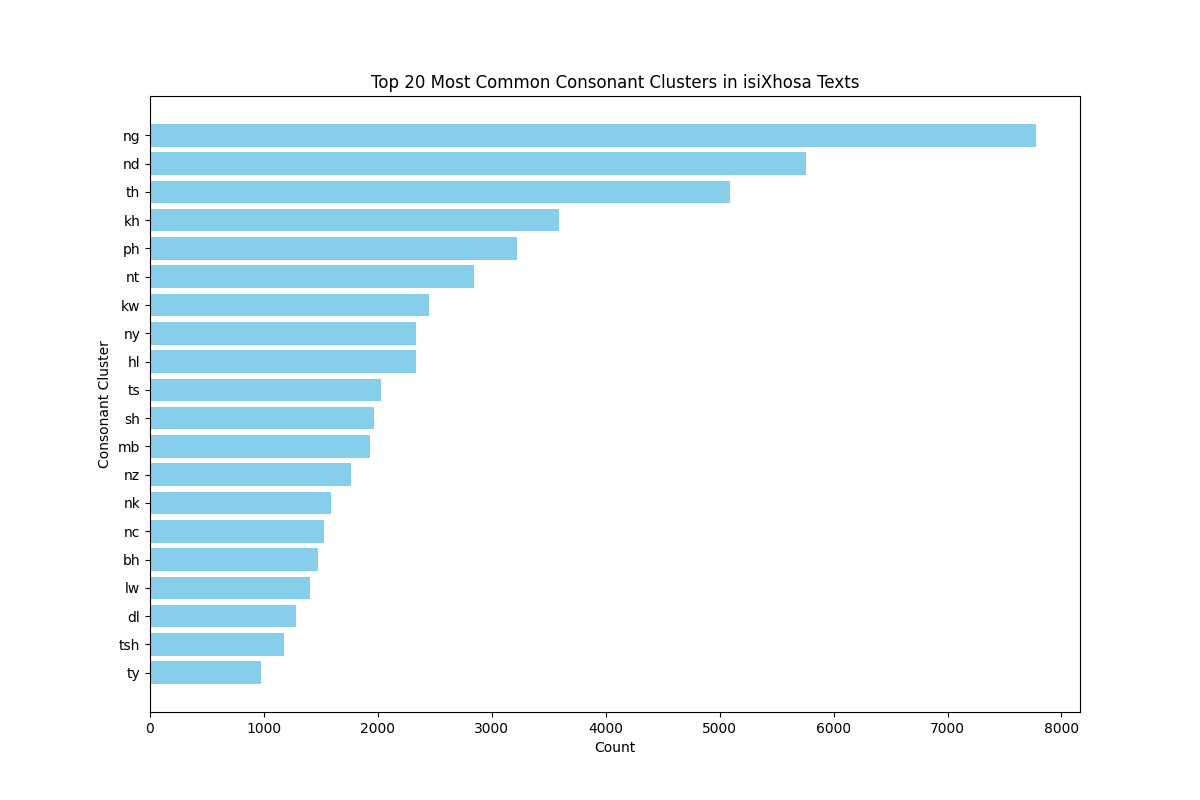 Top 20 Most Common Consonant Clusters in isiXhosa Texts
Consonant Cluster
ng
nd
th
kh
ph
nt
kw
ny
hl
ts
sh
mb
nz
nk
nc
bh
lw
dl
tsh
ty
0 1000 2000 3000 4000 5000 6000 7000 8000
Count